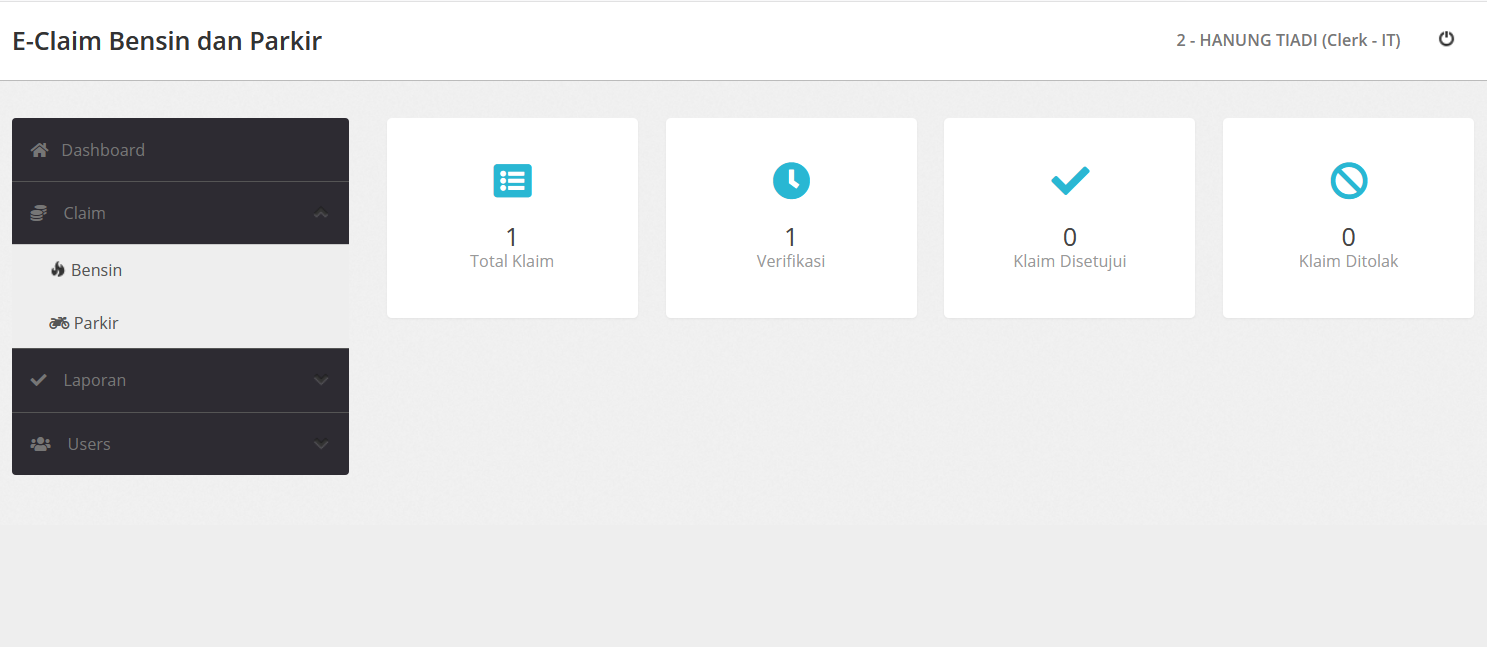 E-Claim Bensin dan Parkir
2 - HANUNG TIADI (Clerk - IT)
Dashboard
Claim
Bensin
Parkir
Laporan
Users
1
Total Klaim
1
Verifikasi
0
Klaim Disetujui
0
Klaim Ditolak